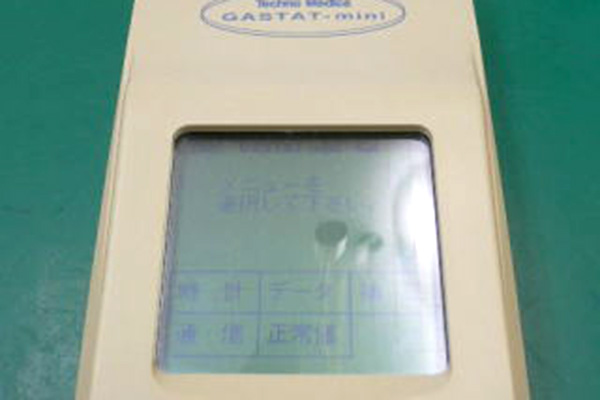 Techno Medica
GASTAT-mini
メニューを
選択して下さい。
時 計 データ
通 信 正常値